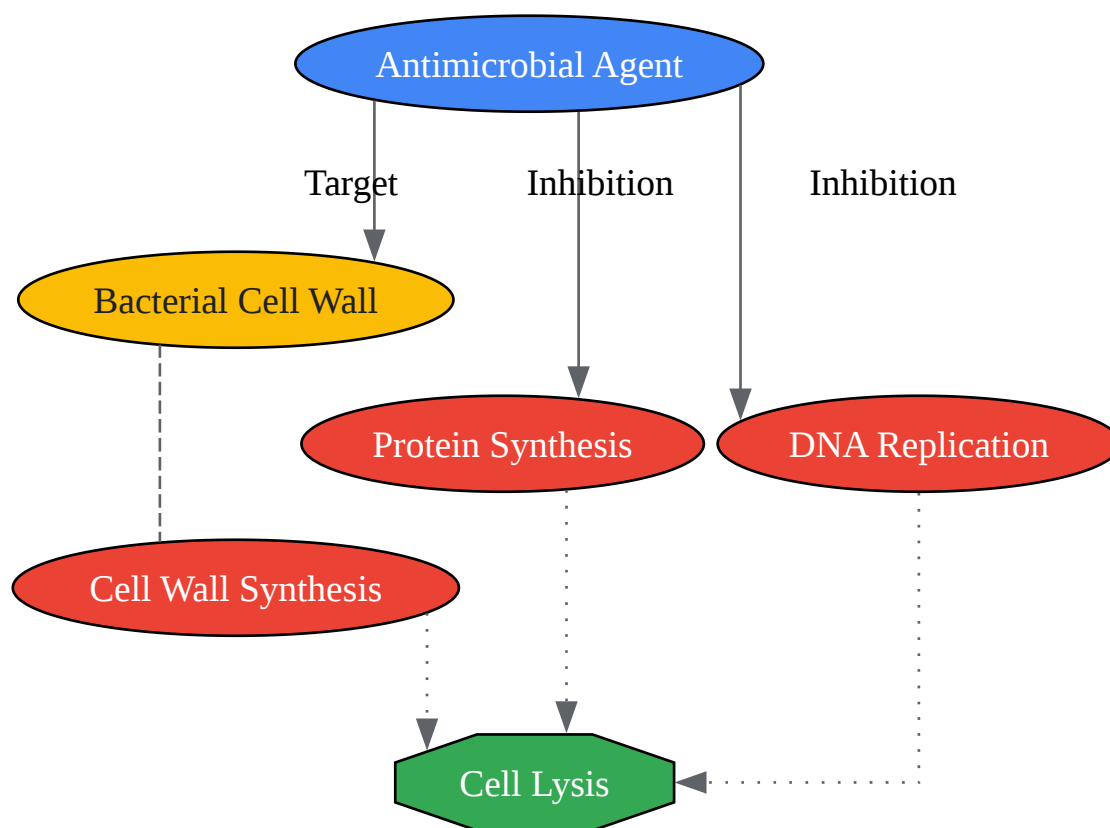 Antimicrobial Agent
Target
Inhibition
Inhibition
Bacterial Cell Wall
Protein Synthesis
DNA Replication
Cell Wall Synthesis
Cell Lysis